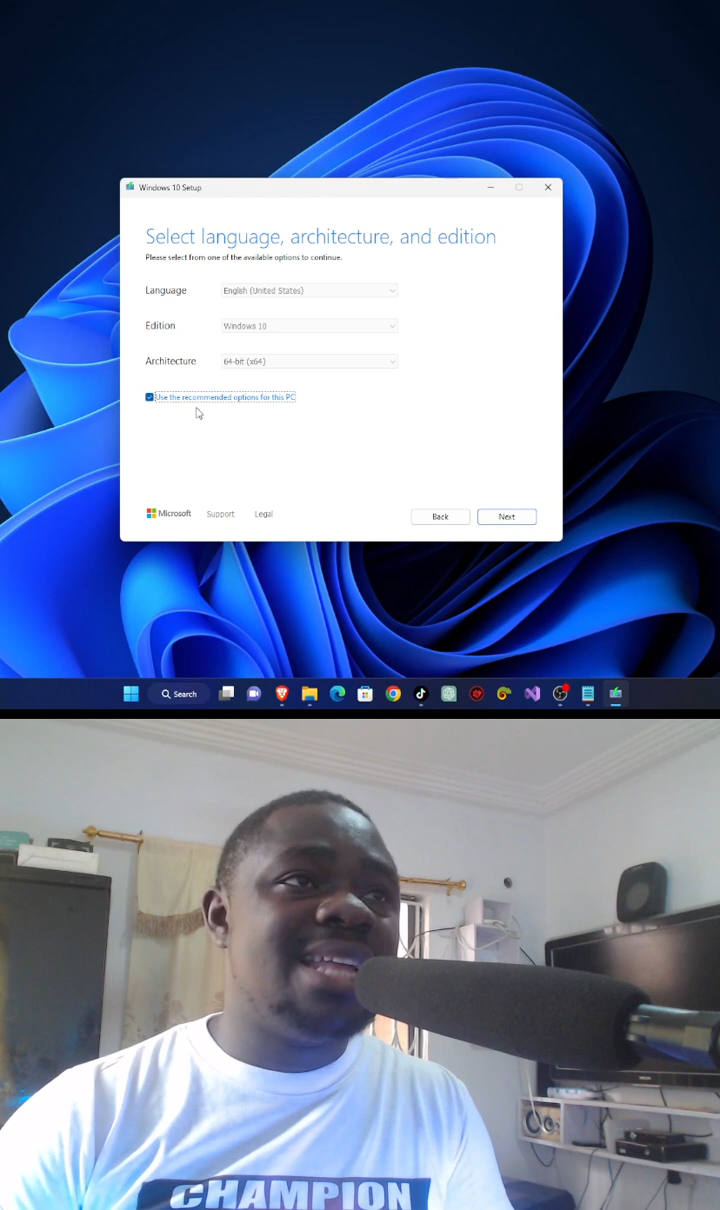 Windows 10 Setup
Select language, architecture, and edition
Please select from one of the available options to continue.
Language English (United States)
Edition Windows 10
Architecture 64-bit (x64)
Use the recommended options for this PC
Microsoft Support Legal Back Next
Search
CHAMPION